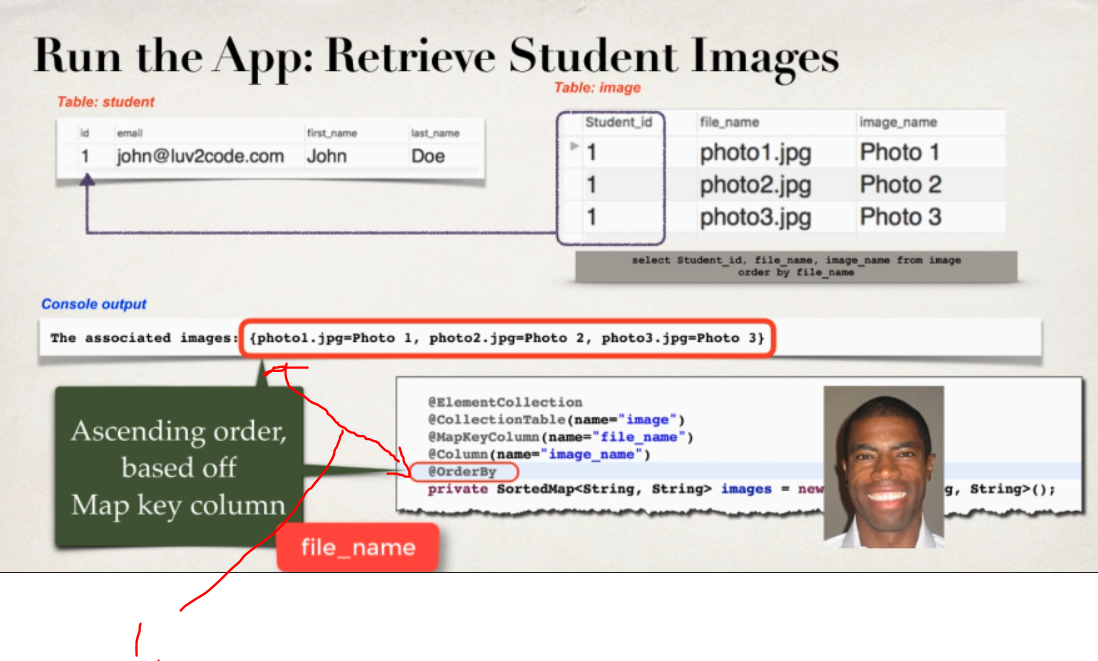 Run the App: Retrieve Student Images
Table: student
Table: image
id email first_name last_name
1 john@luv2code.com John Doe
Student_id file_name image_name
1 photo1.jpg Photo 1
1 photo2.jpg Photo 2
1 photo3.jpg Photo 3
select Student_id, file_name, image_name from image
order by file_name
Console output
The associated images: {photo1.jpg=Photo 1, photo2.jpg=Photo 2, photo3.jpg=Photo 3}
Ascending order,
based off
Map key column
file_name
@ElementCollection
@CollectionTable(name="image")
@MapKeyColumn(name="file_name")
@Column(name="image_name")
@OrderBy
private SortedMap<String, String> images = new g, String>();